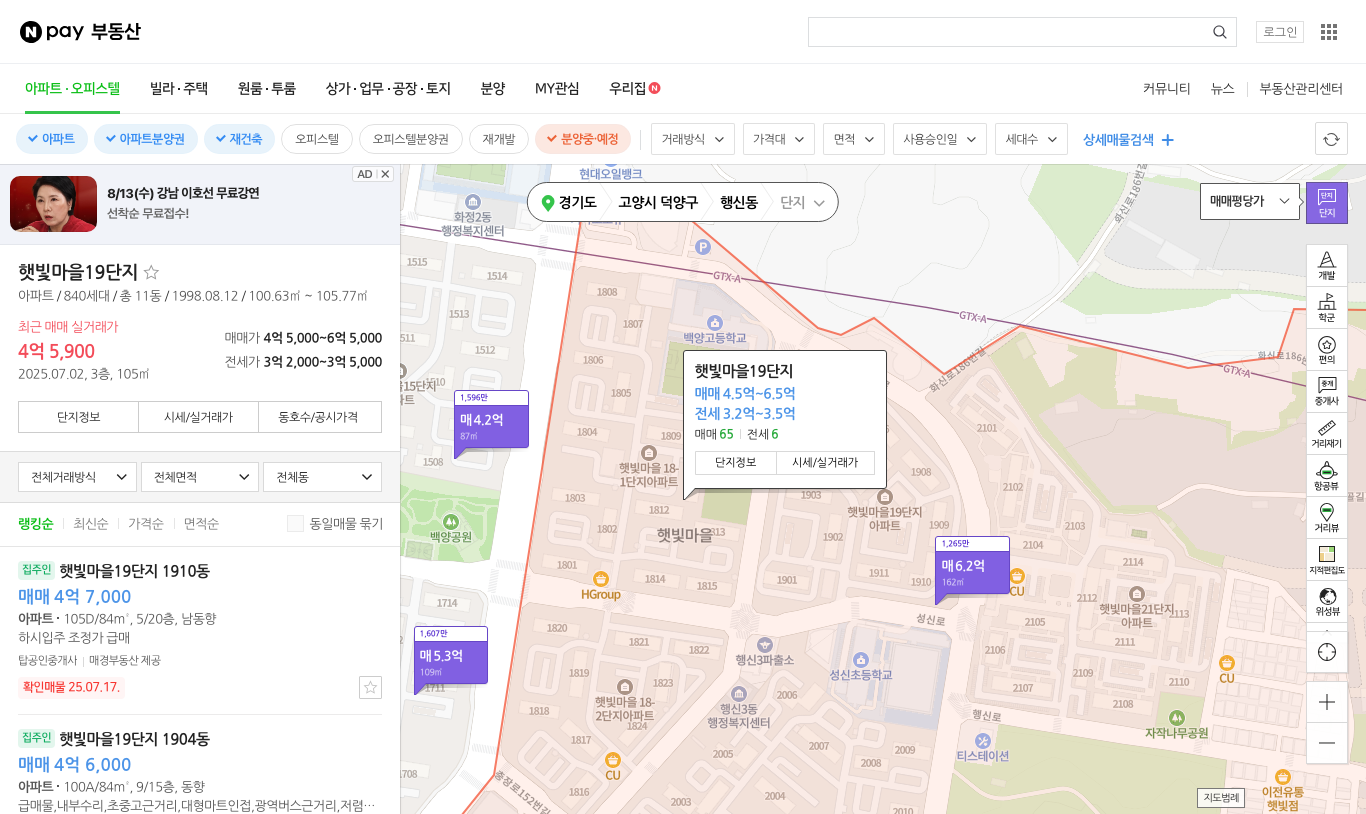 N pay 부동산
로그인
아파트·오피스텔
빌라·주택
원룸·투룸
상가·업무·공장·토지
분양
MY관심
우리집 N
커뮤니티
뉴스
부동산관리센터
아파트
아파트분양권
재건축
오피스텔
오피스텔분양권
재개발
분양중·예정
거래방식
가격대
면적
사용승인일
세대수
상세매물검색 +
AD
8/13(수) 강남 이호선 무료강연
선착순 무료접수!
햇빛마을19단지
아파트 / 840세대 / 총 11동 / 1998.08.12 / 100.63㎡ ~ 105.77㎡
최근 매매 실거래가
4억 5,900
2025.07.02, 3층, 105㎡
매매가 4억 5,000~6억 5,000
전세가 3억 2,000~3억 5,000
단지정보
시세/실거래가
동호수/공시가격
전체거래방식
전체면적
전체동
랭킹순
최신순
가격순
면적순
동일매물 묶기
집주인 햇빛마을19단지 1910동
매매 4억 7,000
아파트 · 105D/84㎡, 5/20층, 남동향
하시입주 조정가 급매
탑공인중개사
매경부동산 제공
확인매물 25.07.17.
집주인 햇빛마을19단지 1904동
매매 4억 6,000
아파트 · 100A/84㎡, 9/15층, 동향
급매물,내부수리,초중고근거리,대형마트인접,광역버스근거리,저렴…
경기도
고양시 덕양구
행신동
단지
매매평당가
단지
단지
개발
학군
편의
중개
중개사
거리재기
항공뷰
거리뷰
지적편집도
위성뷰
지도범례
현대오일뱅크
화정2동
행정복지센터
화신로186번길
P
GTX-A
GTX-A
GTX-A
1515
1514
1513
1512
1508
1808
1807
1806
1805
백양고등학교
화신로186번길
화신로186
햇빛마을19단지
매매 4.5억~6.5억
전세 3.2억~3.5억
매매 65
전세 6
단지정보
시세/실거래가
1,596만
매4.2억
87㎡
백양공원
햇빛마을 18-
1단지아파트
1803
1802
1812
1801
1814
1815
햇빛마을
HGroup
1903
햇빛마을19단지
아파트
1908
1909
1901
1911
1910
2101
2102
2103
2104
1,265만
매6.2억
162㎡
CU
2114
2112
햇빛마을21단지
아파트
2113
2111
2106
2105
2107
2110
2108
CU
1714
1,607만
매5.3억
109㎡
1711
1708
1820
1821
1822
1819
1823
햇빛마을 18-
2단지아파트
1824
1818
1817
1816
CU
충장로152번길
성신로
행신3파출소
성신초등학교
행신3동
행정복지센터
2006
2005
2007
2009
2008
2003
2004
2002
행신로
티스테이션
자작나무공원
이전유통
햇빛점